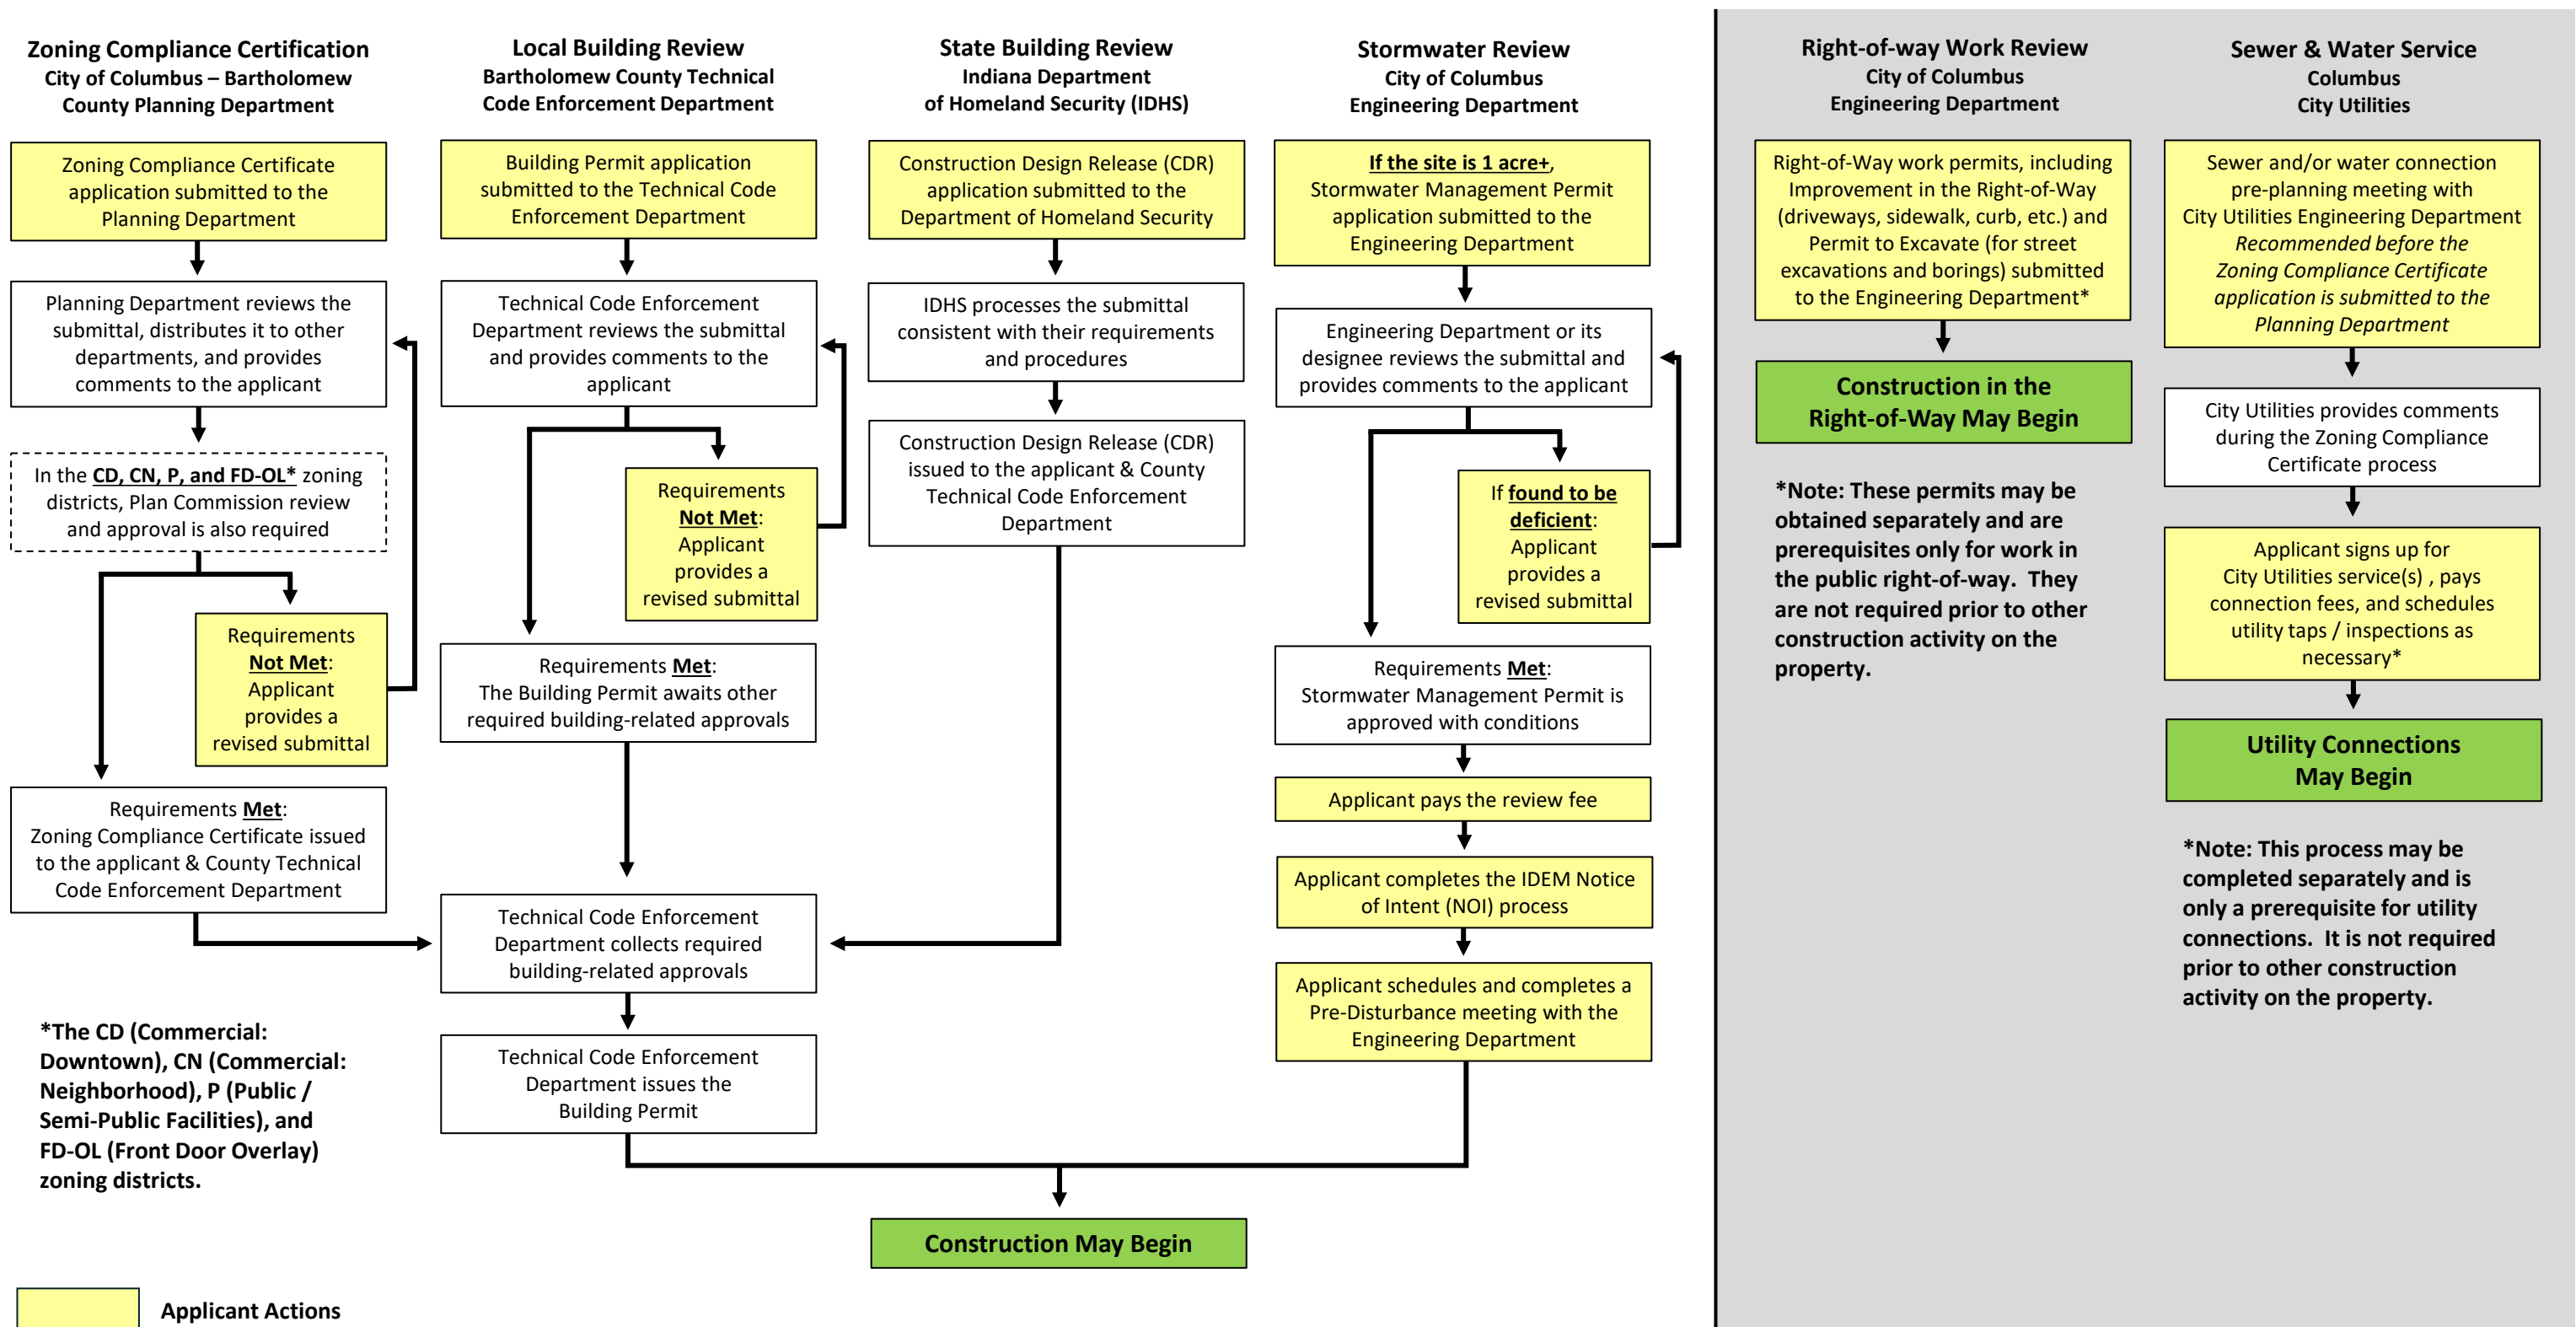 Zoning Compliance Certification
City of Columbus – Bartholomew
County Planning Department
Zoning Compliance Certificate
application submitted to the
Planning Department
Planning Department reviews the
submittal, distributes it to other
departments, and provides
comments to the applicant
In the CD, CN, P, and FD-OL* zoning
districts, Plan Commission review
and approval is also required
Requirements
Not Met:
Applicant
provides a
revised submittal
Requirements Met:
Zoning Compliance Certificate issued
to the applicant & County Technical
Code Enforcement Department
*The CD (Commercial:
Downtown), CN (Commercial:
Neighborhood), P (Public /
Semi-Public Facilities), and
FD-OL (Front Door Overlay)
zoning districts.
Local Building Review
Bartholomew County Technical
Code Enforcement Department
Building Permit application
submitted to the Technical Code
Enforcement Department
Technical Code Enforcement
Department reviews the submittal
and provides comments to the
applicant
Requirements
Not Met:
Applicant
provides a
revised submittal
Requirements Met:
The Building Permit awaits other
required building-related approvals
Technical Code Enforcement
Department collects required
building-related approvals
Technical Code Enforcement
Department issues the
Building Permit
State Building Review
Indiana Department
of Homeland Security (IDHS)
Construction Design Release (CDR)
application submitted to the
Department of Homeland Security
IDHS processes the submittal
consistent with their requirements
and procedures
Construction Design Release (CDR)
issued to the applicant & County
Technical Code Enforcement
Department
Stormwater Review
City of Columbus
Engineering Department
If the site is 1 acre+,
Stormwater Management Permit
application submitted to the
Engineering Department
Engineering Department or its
designee reviews the submittal and
provides comments to the applicant
If found to be
deficient:
Applicant
provides a
revised submittal
Requirements Met:
Stormwater Management Permit is
approved with conditions
Applicant pays the review fee
Applicant completes the IDEM Notice
of Intent (NOI) process
Applicant schedules and completes a
Pre-Disturbance meeting with the
Engineering Department
Construction May Begin
Right-of-way Work Review
City of Columbus
Engineering Department
Right-of-Way work permits, including
Improvement in the Right-of-Way
(driveways, sidewalk, curb, etc.) and
Permit to Excavate (for street
excavations and borings) submitted
to the Engineering Department*
Construction in the
Right-of-Way May Begin
*Note: These permits may be
obtained separately and are
prerequisites only for work in
the public right-of-way. They
are not required prior to other
construction activity on the
property.
Sewer & Water Service
Columbus
City Utilities
Sewer and/or water connection
pre-planning meeting with
City Utilities Engineering Department
Recommended before the
Zoning Compliance Certificate
application is submitted to the
Planning Department
City Utilities provides comments
during the Zoning Compliance
Certificate process
Applicant signs up for
City Utilities service(s) , pays
connection fees, and schedules
utility taps / inspections as
necessary*
Utility Connections
May Begin
*Note: This process may be
completed separately and is
only a prerequisite for utility
connections. It is not required
prior to other construction
activity on the property.
Applicant Actions